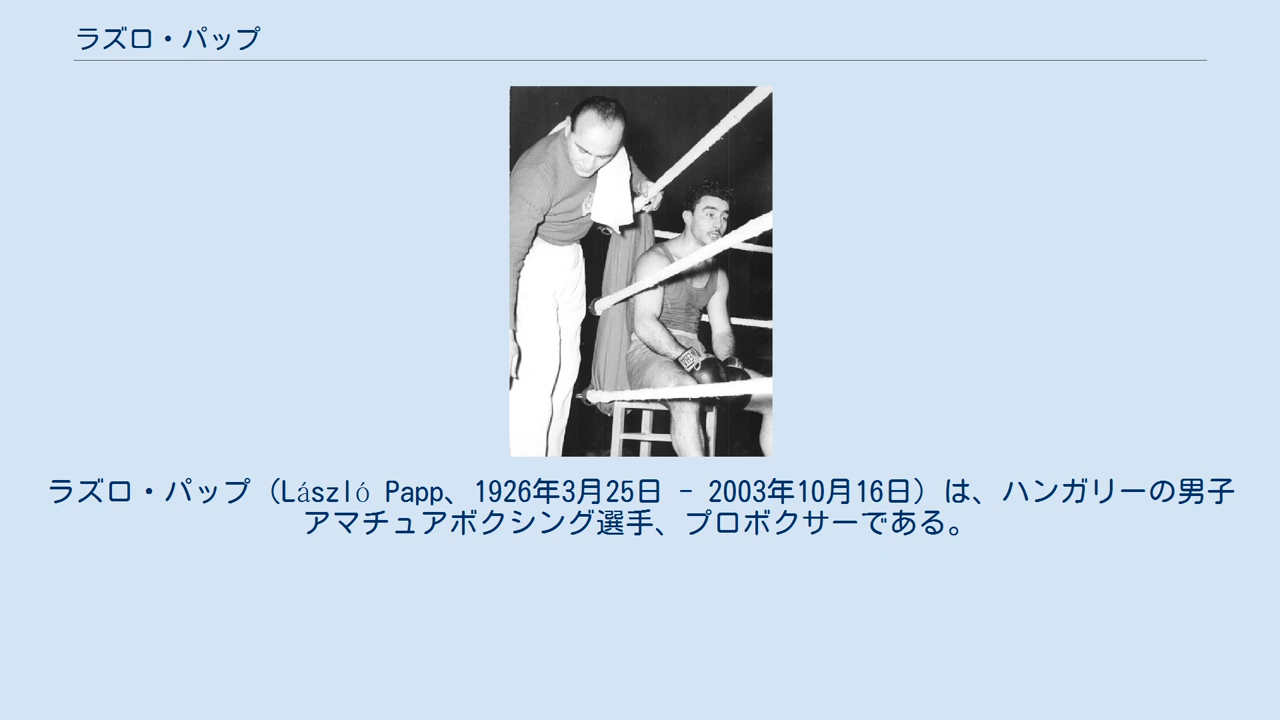 ラズロ・パップ
ラズロ・パップ（László Papp、1926年3月25日 - 2003年10月16日）は、ハンガリーの男子
アマチュアボクシング選手、プロボクサーである。